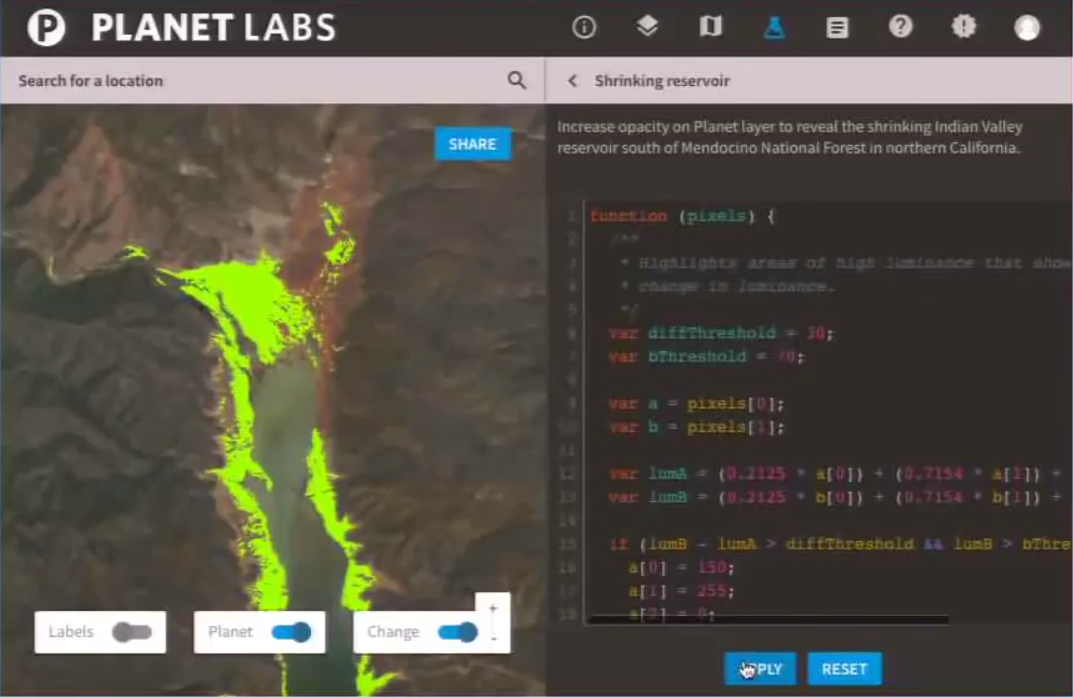 P PLANET LABS
Search for a location
Shrinking reservoir
SHARE
Increase opacity on Planet layer to reveal the shrinking Indian Valley
reservoir south of Mendocino National Forest in northern California.
1 function (pixels) {
2 /**
3 * Highlights areas of high luminance that show
4 * change in luminance.
5 */
6 var diffThreshold = 30;
7 var bThreshold = 70;
8
9 var a = pixels[0];
10 var b = pixels[1];
11
12 var lumA = (0.2125 * a[0]) + (0.7154 * a[1]) +
13 var lumB = (0.2125 * b[0]) + (0.7154 * b[1]) +
14
15 if (lumB - lumA > diffThreshold && lumB > bThre
16 a[0] = 150;
17 a[1] = 255;
18 a[2] = 0;
Labels
Planet
Change
+
-
PLY
RESET